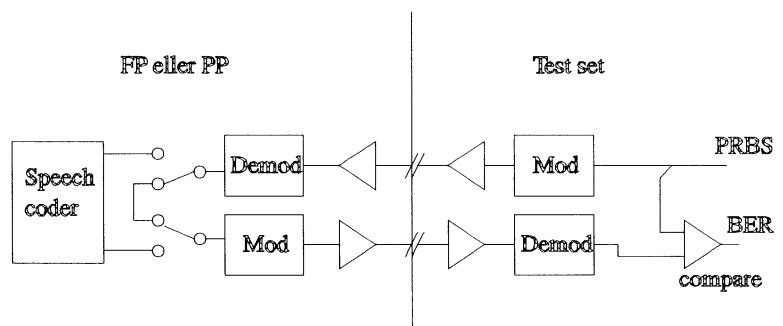 FP eller PP
Test set
PRBS
Speech
coder
Demod
Mod
Mod
Demod
BER
compare